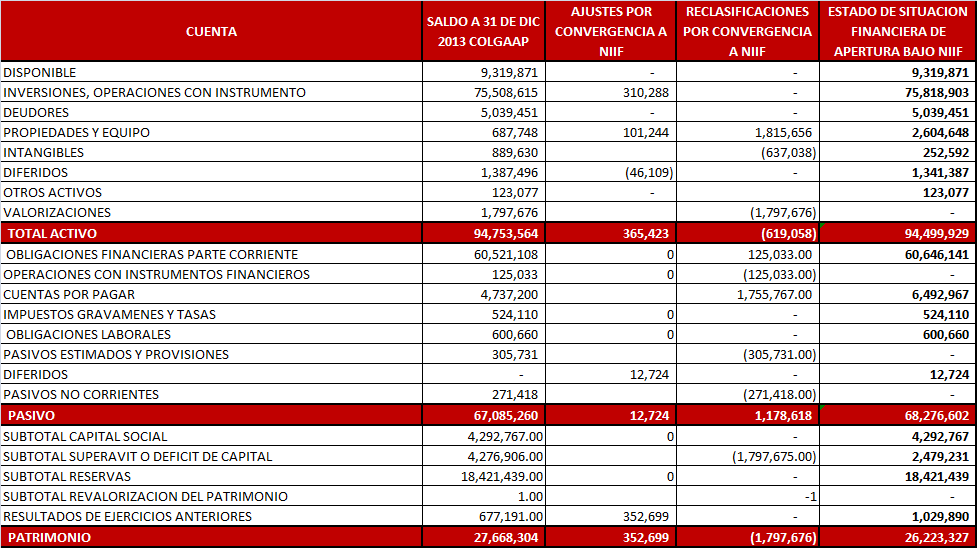 CUENTA SALDO A 31 DE DIC 2013 COLGAAP AJUSTES POR CONVERGENCIA A NIIF RECLASIFICACIONES POR CONVERGENCIA A NIIF ESTADO DE SITUACION FINANCIERA DE APERTURA BAJO NIIF
DISPONIBLE 9,319,871 - - 9,319,871
INVERSIONES, OPERACIONES CON INSTRUMENTO 75,508,615 310,288 - 75,818,903
DEUDORES 5,039,451 - - 5,039,451
PROPIEDADES Y EQUIPO 687,748 101,244 1,815,656 2,604,648
INTANGIBLES 889,630 (637,038) 252,592
DIFERIDOS 1,387,496 (46,109) - 1,341,387
OTROS ACTIVOS 123,077 - 123,077
VALORIZACIONES 1,797,676 (1,797,676) -
TOTAL ACTIVO 94,753,564 365,423 (619,058) 94,499,929
OBLIGACIONES FINANCIERAS PARTE CORRIENTE 60,521,108 0 125,033.00 60,646,141
OPERACIONES CON INSTRUMENTOS FINANCIEROS 125,033 0 (125,033.00) -
CUENTAS POR PAGAR 4,737,200 1,755,767.00 6,492,967
IMPUESTOS GRAVAMENES Y TASAS 524,110 0 - 524,110
OBLIGACIONES LABORALES 600,660 0 - 600,660
PASIVOS ESTIMADOS Y PROVISIONES 305,731 (305,731.00) -
DIFERIDOS - 12,724 - 12,724
PASIVOS NO CORRIENTES 271,418 (271,418.00) -
PASIVO 67,085,260 12,724 1,178,618 68,276,602
SUBTOTAL CAPITAL SOCIAL 4,292,767.00 0 - 4,292,767
SUBTOTAL SUPERAVIT O DEFICIT DE CAPITAL 4,276,906.00 (1,797,675.00) 2,479,231
SUBTOTAL RESERVAS 18,421,439.00 0 - 18,421,439
SUBTOTAL REVALORIZACION DEL PATRIMONIO 1.00 -1 -
RESULTADOS DE EJERCICIOS ANTERIORES 677,191.00 352,699 - 1,029,890
PATRIMONIO 27,668,304 352,699 (1,797,676) 26,223,327